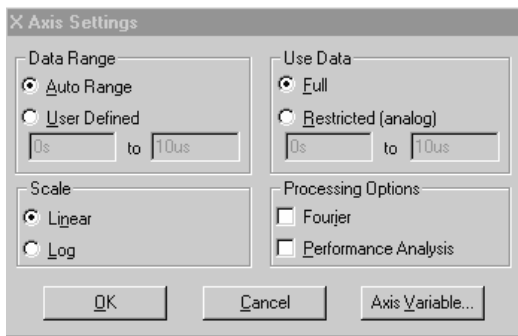 X Axis Settings
Data Range
Auto Range
User Defined
0s to 10us
Use Data
Full
Restricted (analog)
0s to 10us
Scale
Linear
Log
Processing Options
Fourier
Performance Analysis
OK Cancel Axis Variable...